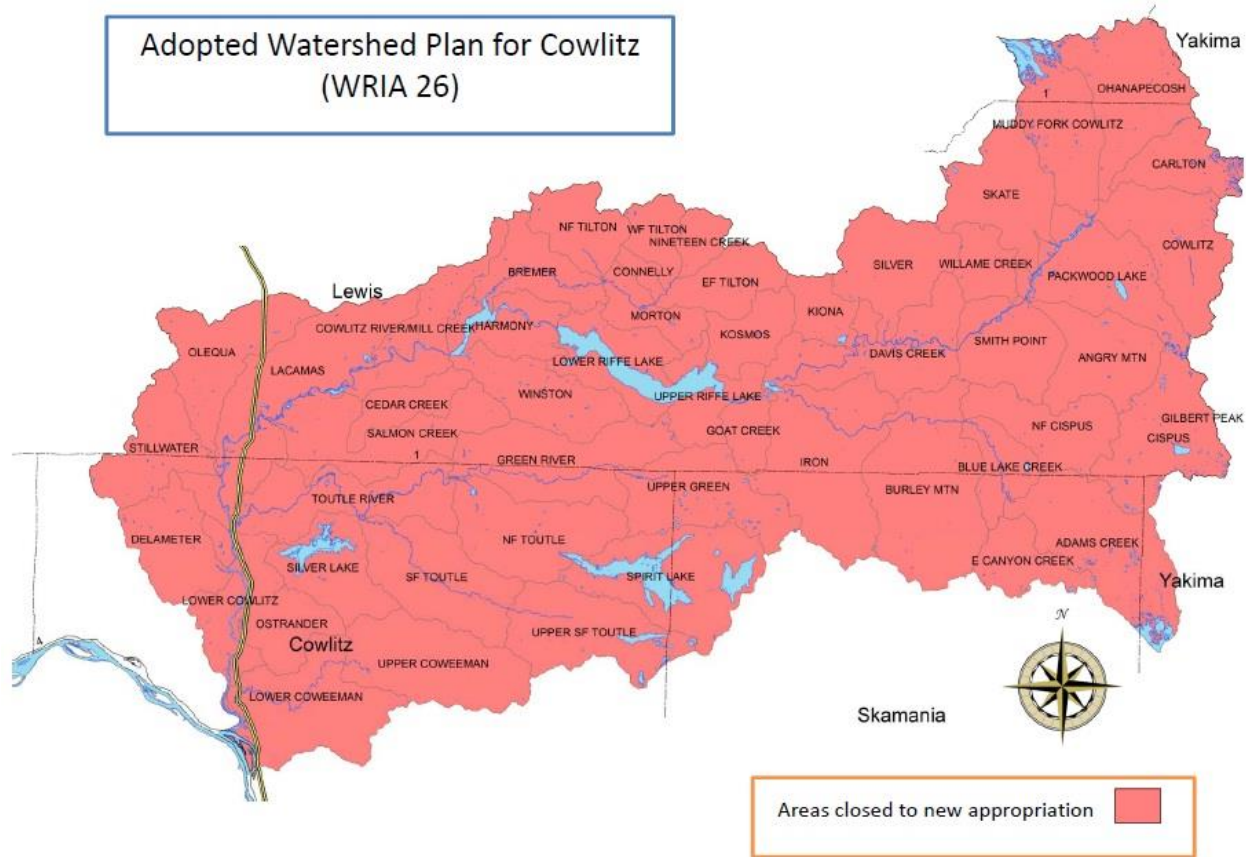 Adopted Watershed Plan for Cowlitz
(WRIA 26)
Yakima
OHANAPECOSH
1
MUDDY FORK COWLITZ
CARLTON
SKATE
NF TILTON
WF TILTON
NINETEEN CREEK
COWLITZ
SILVER
WILLAME CREEK
BREMER
CONNELLY
EF TILTON
PACKWOOD LAKE
Lewis
KIONA
MORTON
COWLITZ RIVER/MILL CREEK
HARMONY
KOSMOS
SMITH POINT
OLEQUA
DAVIS CREEK
ANGRY MTN
LOWER RIFFE LAKE
LACAMAS
WINSTON
UPPER RIFFE LAKE
CEDAR CREEK
GILBERT PEAK
NF CISPUS
SALMON CREEK
GOAT CREEK
CISPUS
STILLWATER
1
GREEN RIVER
IRON
BLUE LAKE CREEK
UPPER GREEN
BURLEY MTN
TOUTLE RIVER
DELAMETER
NF TOUTLE
ADAMS CREEK
SILVER LAKE
SF TOUTLE
SPIRIT LAKE
E CANYON CREEK
Yakima
LOWER COWLITZ
OSTRANDER
UPPER SF TOUTLE
N
4
Cowlitz
UPPER COWEEMAN
LOWER COWEEMAN
Skamania
Areas closed to new appropriation